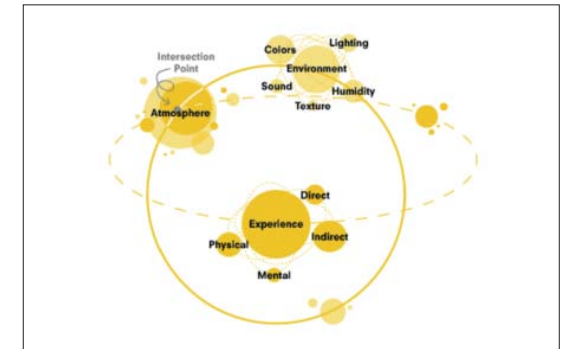 Lighting
Colors
Intersection
Point
Environment
Sound
Humidity
Texture
Atmosphere
Direct
Experience
Indirect
Physical
Mental